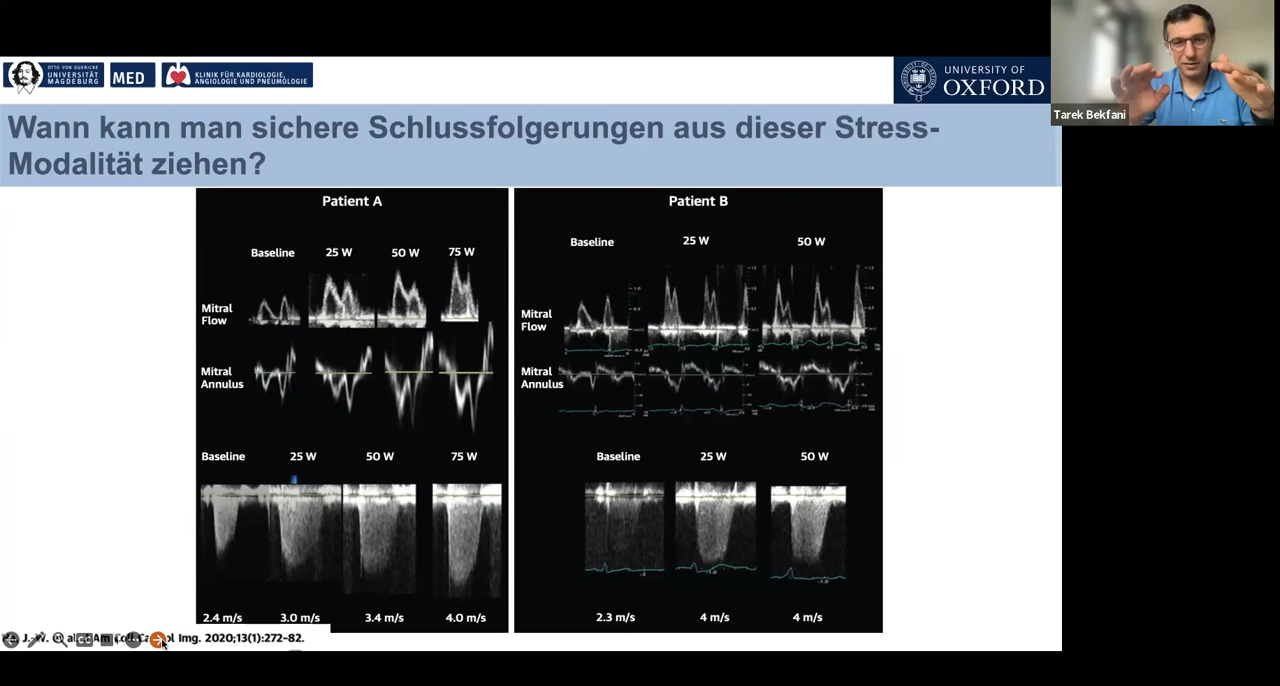 OTTO VON GUERICKE
UNIVERSITÄT
MAGDEBURG
MED
KLINIK FÜR KARDIOLOGIE,
ANGIOLOGIE UND PNEUMOLOGIE
UNIVERSITY OF
OXFORD
Tarek Bekfani
Wann kann man sichere Schlussfolgerungen aus dieser Stress-
Modalität ziehen?
Patient A
Baseline 25 W 50 W 75 W
Mitral
Flow
Mitral
Annulus
Baseline 25 W 50 W 75 W
2.4 m/s 3.0 m/s 3.4 m/s 4.0 m/s
Patient B
Baseline 25 W 50 W
Mitral
Flow
Mitral
Annulus
Baseline 25 W 50 W
2.3 m/s 4 m/s 4 m/s
J. Am Coll Img. 2020;13(1):272–82.